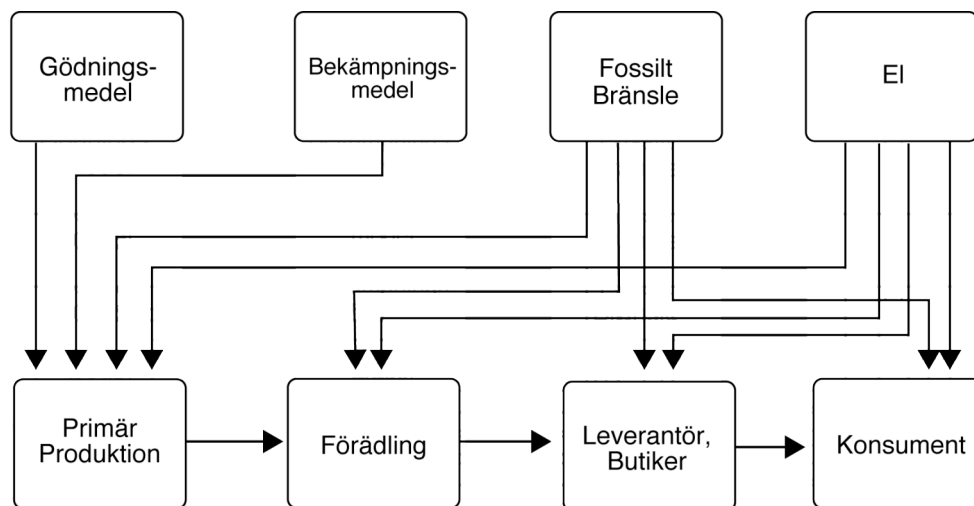 Gödnings-
medel
Bekämpnings-
medel
Fossilt
Bränsle
El
Primär
Produktion
Förädling
Leverantör,
Butiker
Konsument